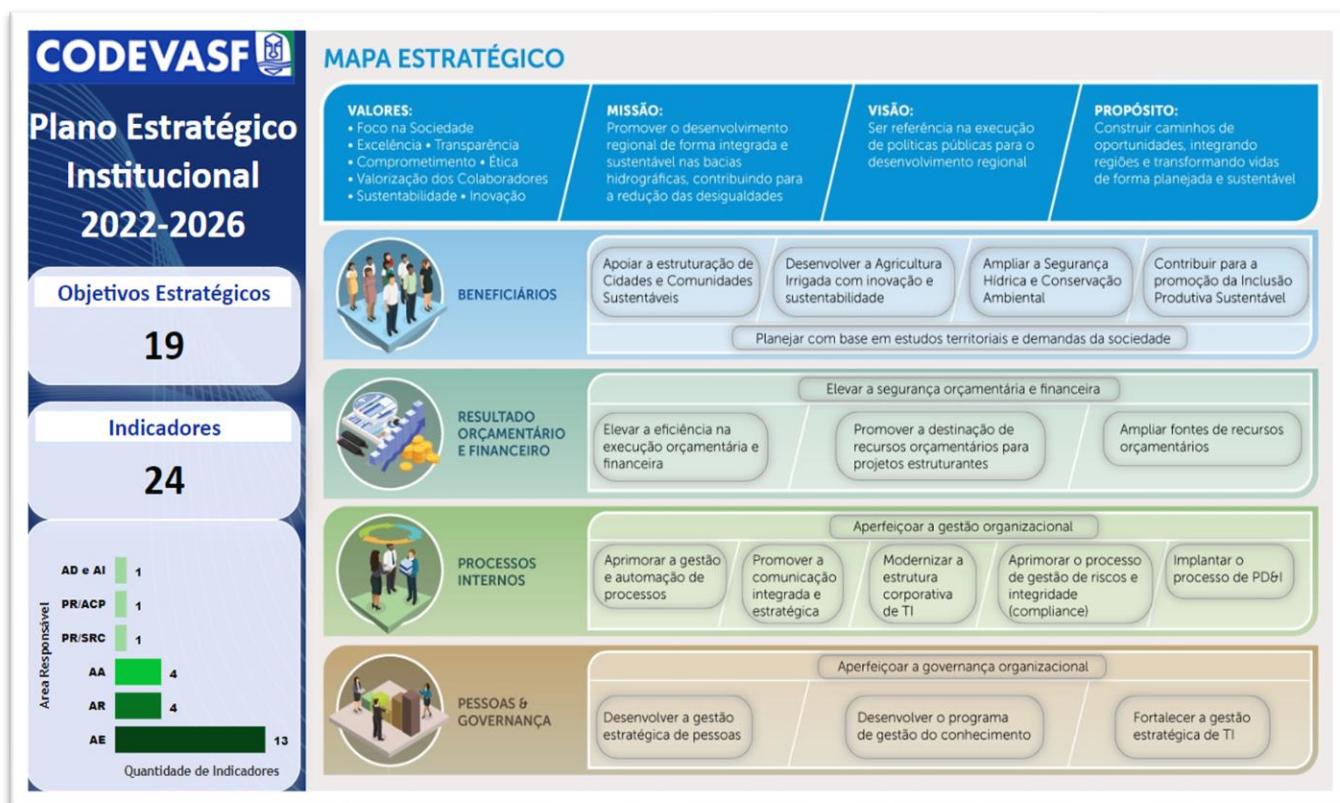 CODEVASF
Plano Estratégico
Institucional
2022-2026
Objetivos Estratégicos
19
Indicadores
24
Area Responsável
AD e AI 1
PR/ACP 1
PR/SRC 1
AA 4
AR 4
AE 13
Quantidade de Indicadores
MAPA ESTRATÉGICO
VALORES:
• Foco na Sociedade
• Excelência • Transparência
• Comprometimento • Ética
• Valorização dos Colaboradores
• Sustentabilidade • Inovação
MISSÃO:
Promover o desenvolvimento
regional de forma integrada e
sustentável nas bacias
hidrográficas, contribuindo para
a redução das desigualdades
VISÃO:
Ser referência na execução
de políticas públicas para o
desenvolvimento regional
PROPÓSITO:
Construir caminhos de
oportunidades, integrando
regiões e transformando vidas
de forma planejada e sustentável
BENEFICIÁRIOS
Apoiar a estruturação de
Cidades e Comunidades
Sustentáveis
Desenvolver a Agricultura
Irrigada com inovação e
sustentabilidade
Ampliar a Segurança
Hídrica e Conservação
Ambiental
Contribuir para a
promoção da Inclusão
Produtiva Sustentável
Planejar com base em estudos territoriais e demandas da sociedade
RESULTADO
ORÇAMENTÁRIO
E FINANCEIRO
Elevar a segurança orçamentária e financeira
Elevar a eficiência na
execução orçamentária e
financeira
Promover a destinação de
recursos orçamentários para
projetos estruturantes
Ampliar fontes de recursos
orçamentários
PROCESSOS
INTERNOS
Aperfeiçoar a gestão organizacional
Aprimorar a gestão
e automação de
processos
Promover a
comunicação
integrada e
estratégica
Modernizar a
estrutura
corporativa
de TI
Aprimorar o processo
de gestão de riscos e
integridade
(compliance)
Implantar o
processo de PD&I
PESSOAS &
GOVERNANÇA
Aperfeiçoar a governança organizacional
Desenvolver a gestão
estratégica de pessoas
Desenvolver o programa
de gestão do conhecimento
Fortalecer a gestão
estratégica de TI